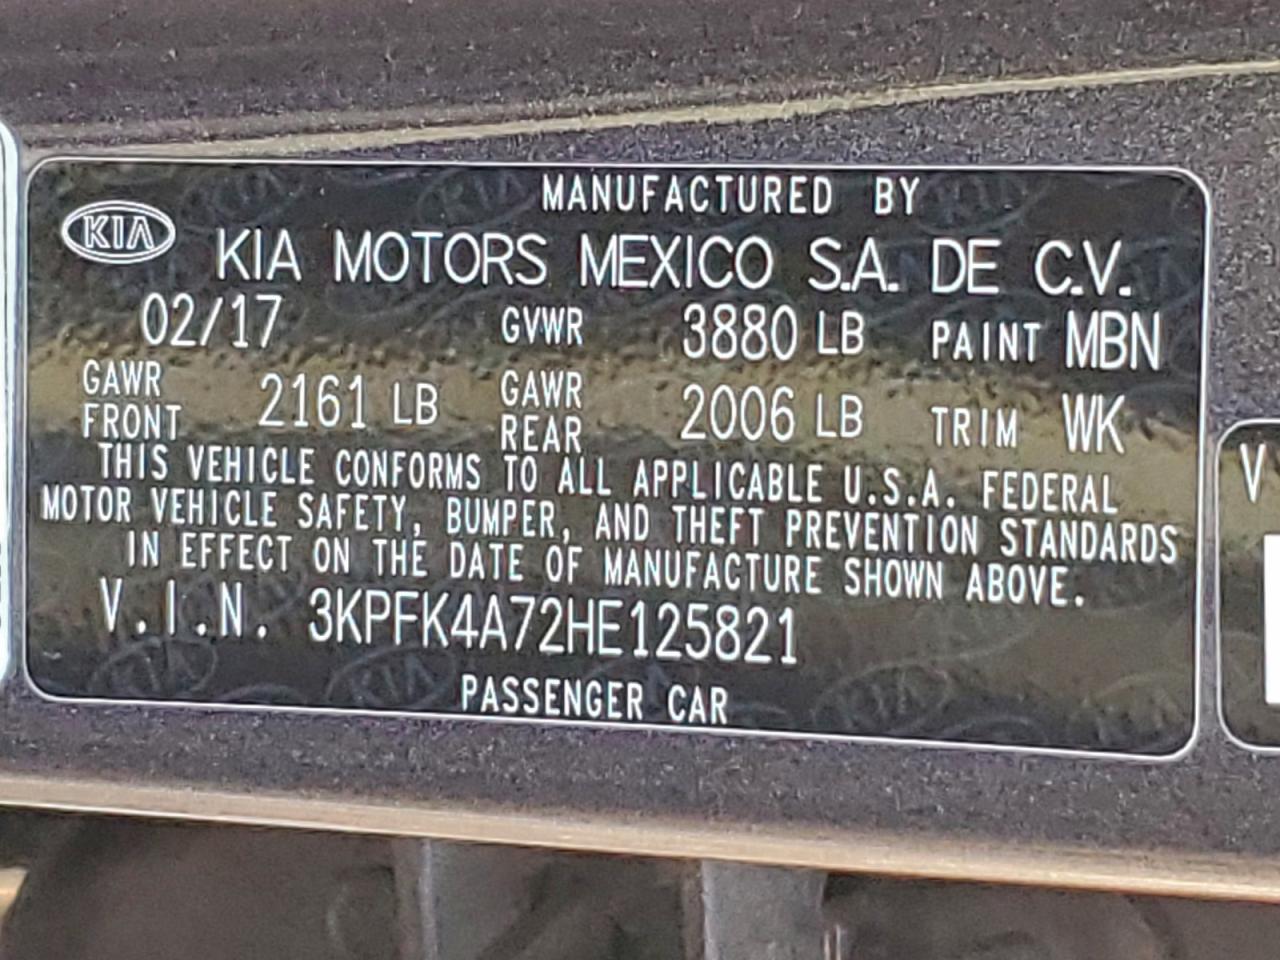 MANUFACTURED BY
KIA KIA MOTORS MEXICO S.A. DE C.V.
02/17 GVWR 3880 LB PAINT MBN
GAWR FRONT 2161 LB GAWR REAR 2006 LB TRIM WK
THIS VEHICLE CONFORMS TO ALL APPLICABLE U.S.A. FEDERAL
MOTOR VEHICLE SAFETY, BUMPER, AND THEFT PREVENTION STANDARDS
IN EFFECT ON THE DATE OF MANUFACTURE SHOWN ABOVE.
V.I.N. 3KPFK4A72HE125821
PASSENGER CAR
V